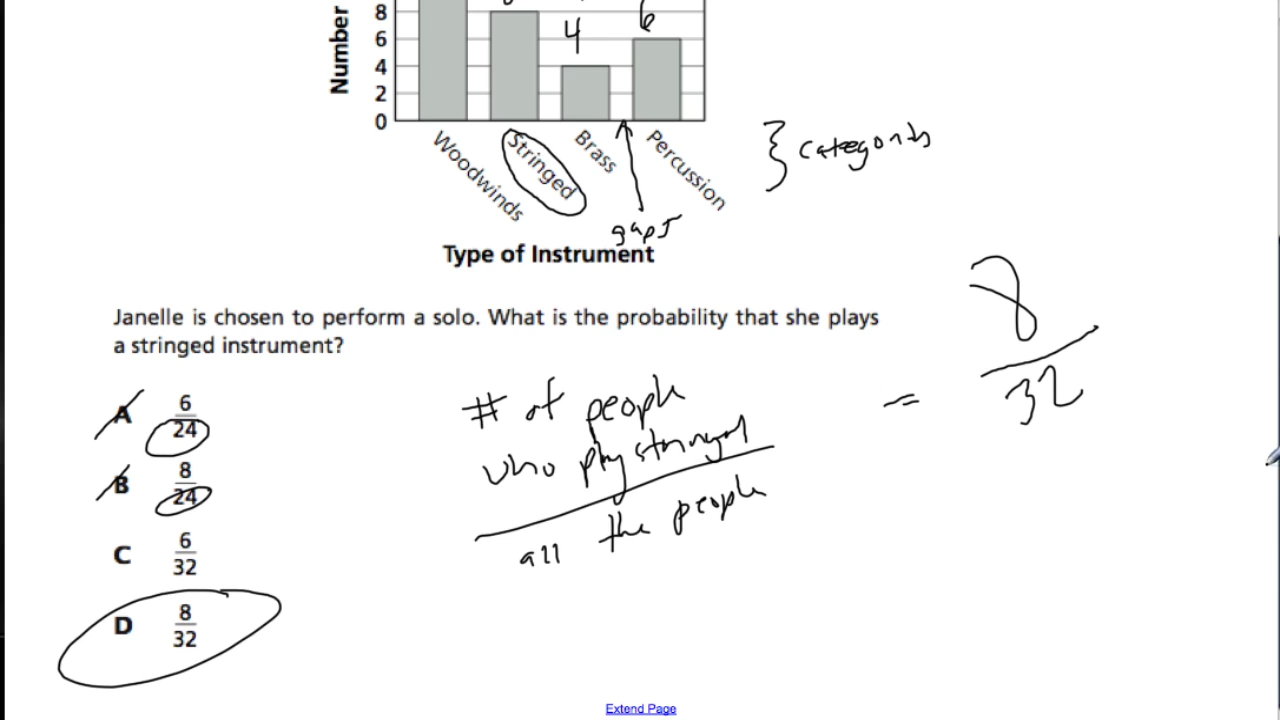 8
6
4
2
0
Number
4
6
Woodwinds
Stringed
Brass
Percussion
} categories
gaps
Type of Instrument
Janelle is chosen to perform a solo. What is the probability that she plays
a stringed instrument?
A 6/24
B 8/24
C 6/32
D 8/32
# of people
who play stringed
all the people
= 8/32
Extend Page